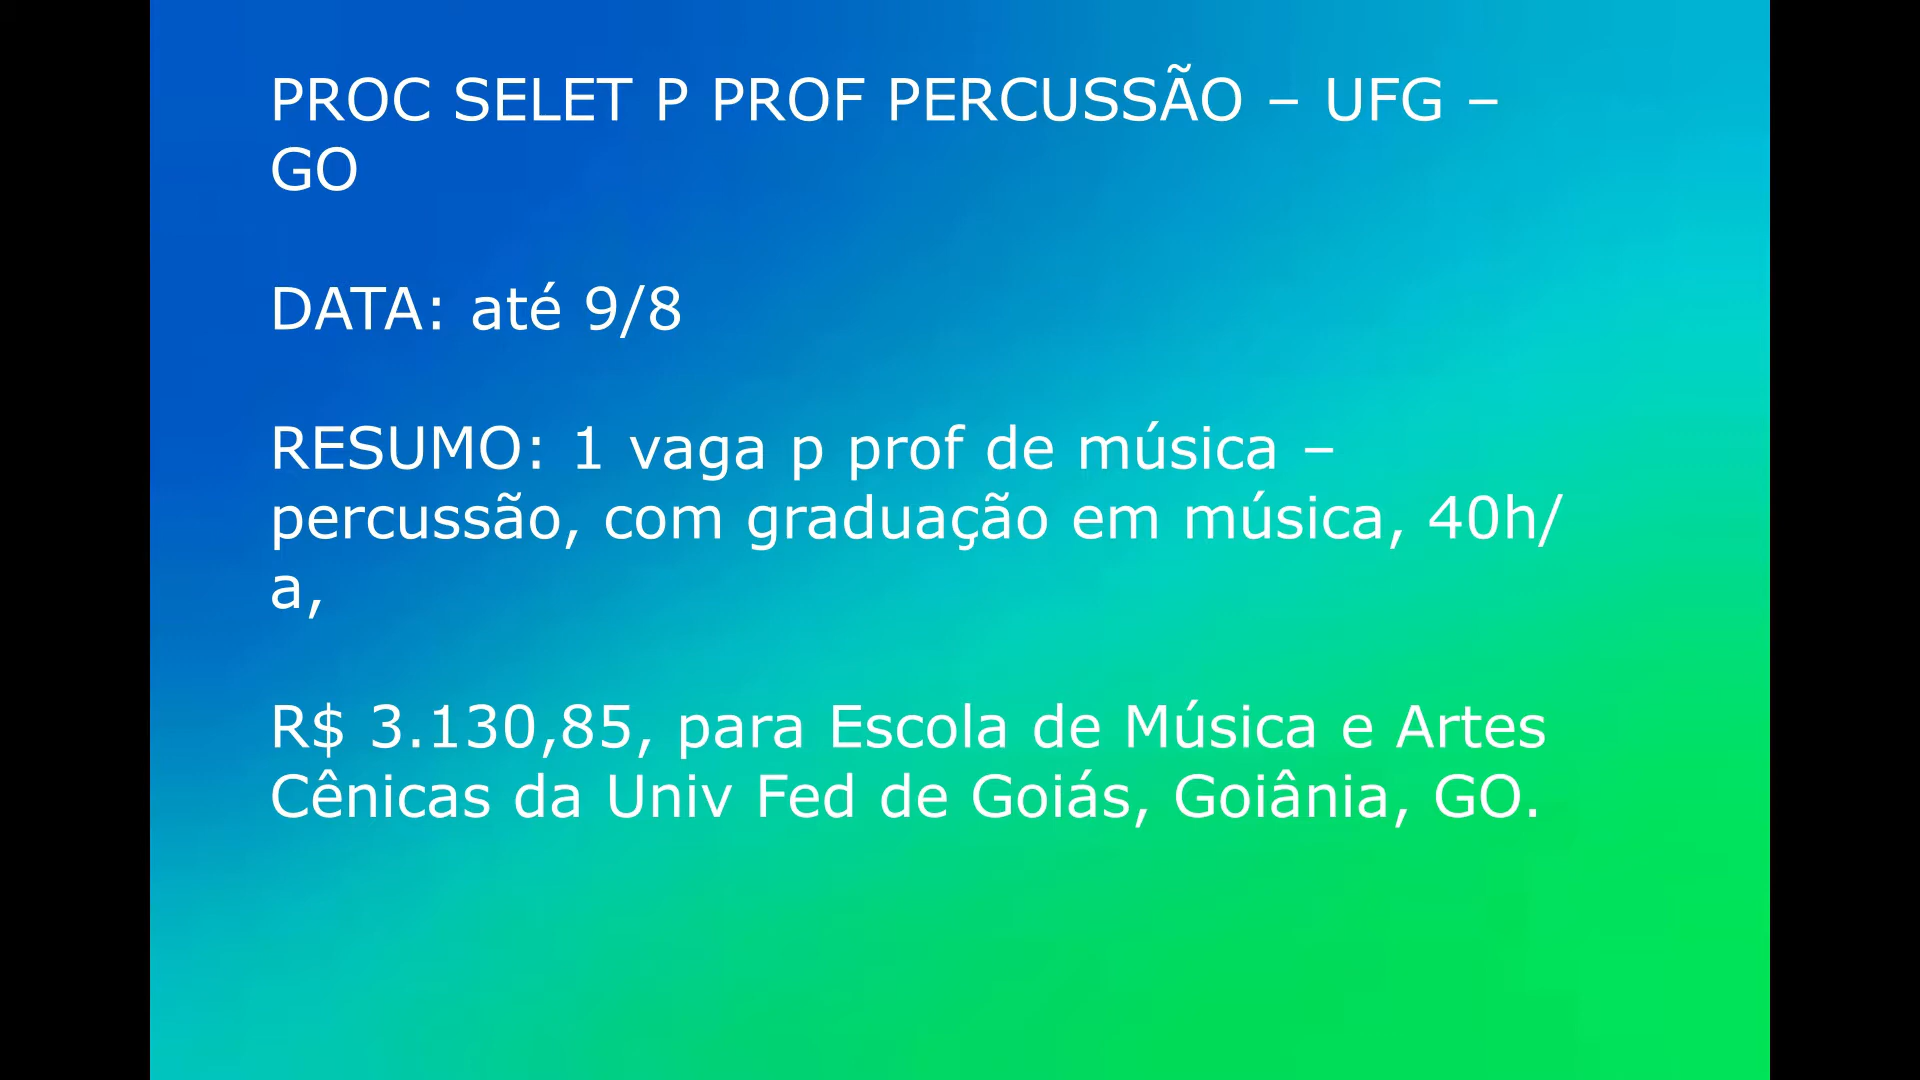 PROC SELET P PROF PERCUSSÃO – UFG –
GO
DATA: até 9/8
RESUMO: 1 vaga p prof de música –
percussão, com graduação em música, 40h/
a,
R$ 3.130,85, para Escola de Música e Artes
Cênicas da Univ Fed de Goiás, Goiânia, GO.